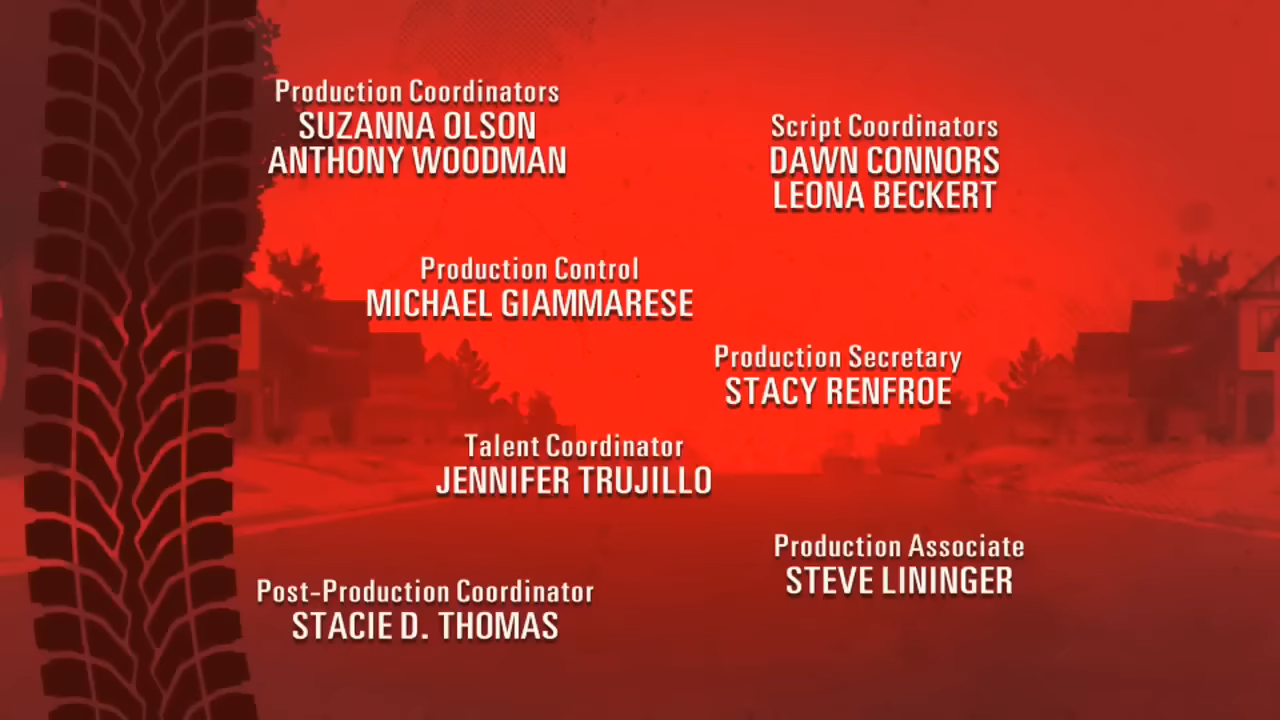 Production Coordinators
SUZANNA OLSON
ANTHONY WOODMAN
Script Coordinators
DAWN CONNORS
LEONA BECKERT
Production Control
MICHAEL GIAMMARESE
Production Secretary
STACY RENFROE
Talent Coordinator
JENNIFER TRUJILLO
Production Associate
STEVE LININGER
Post-Production Coordinator
STACIE D. THOMAS